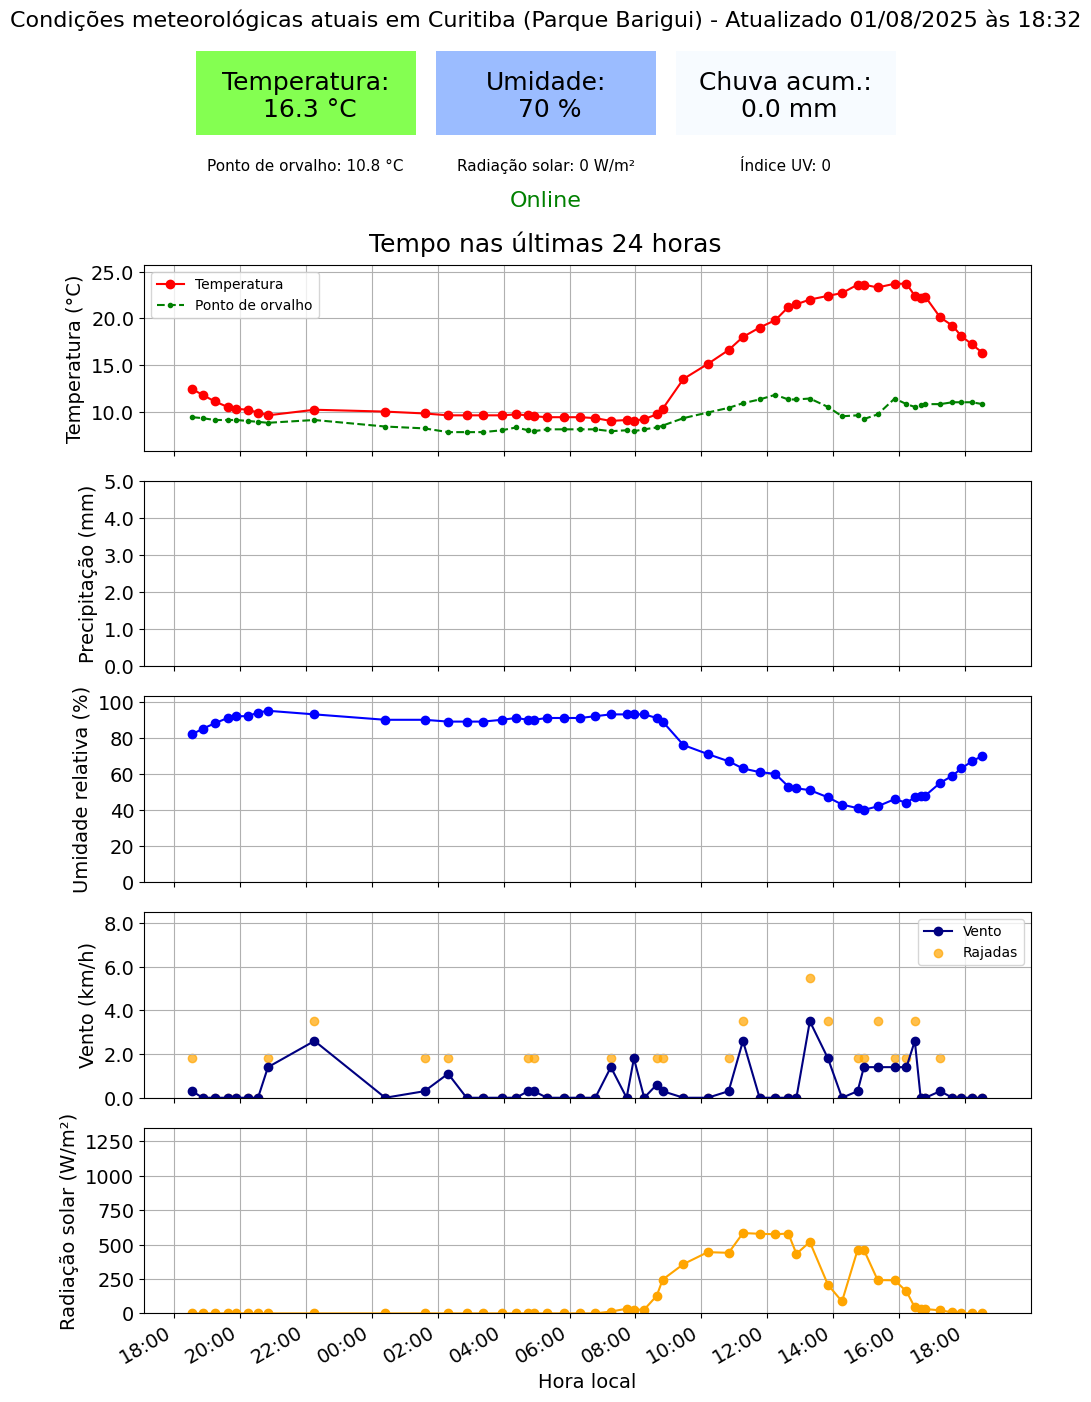 Condições meteorológicas atuais em Curitiba (Parque Barigui) - Atualizado 01/08/2025 às 18:32
Temperatura:
16.3 °C
Umidade:
70 %
Chuva acum.:
0.0 mm
Ponto de orvalho: 10.8 °C
Radiação solar: 0 W/m²
Índice UV: 0
Online
Tempo nas últimas 24 horas
Temperatura (°C)
25.0
20.0
15.0
10.0
Temperatura
Ponto de orvalho
Precipitação (mm)
5.0
4.0
3.0
2.0
1.0
0.0
Umidade relativa (%)
100
80
60
40
20
0
Vento (km/h)
8.0
6.0
4.0
2.0
0.0
Vento
Rajadas
Radiação solar (W/m²)
1250
1000
750
500
250
0
18:00
20:00
22:00
00:00
02:00
04:00
06:00
08:00
10:00
12:00
14:00
16:00
18:00
Hora local